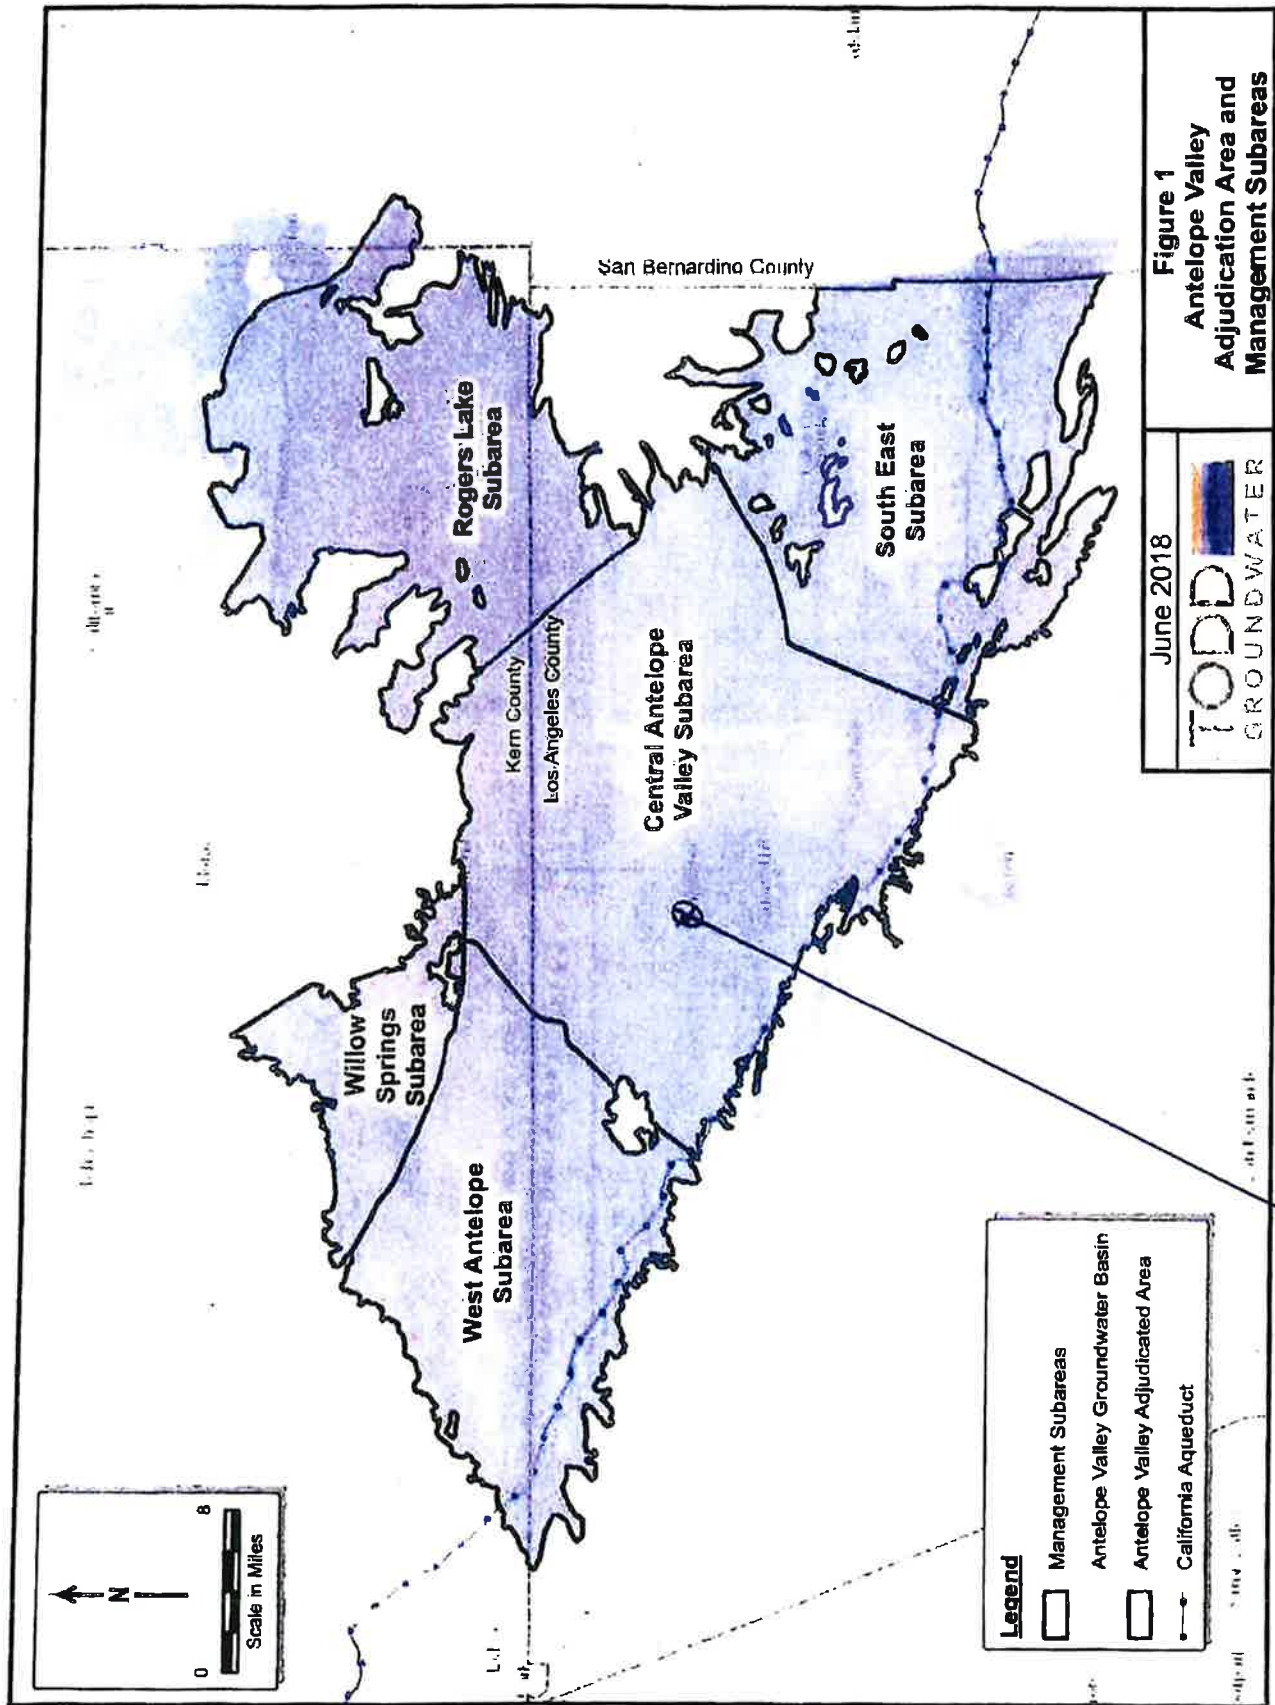 N
0 8
Scale in Miles
Willow
Springs
Subarea
West Antelope
Subarea
Rogers Lake
Subarea
Kern County
Los Angeles County
San Bernardino County
Central Antelope
Valley Subarea
South East
Subarea
Legend
Management Subareas
Antelope Valley Groundwater Basin
Antelope Valley Adjudicated Area
California Aqueduct
June 2018
TODD
GROUNDWATER
Figure 1
Antelope Valley
Adjudication Area and
Management Subareas